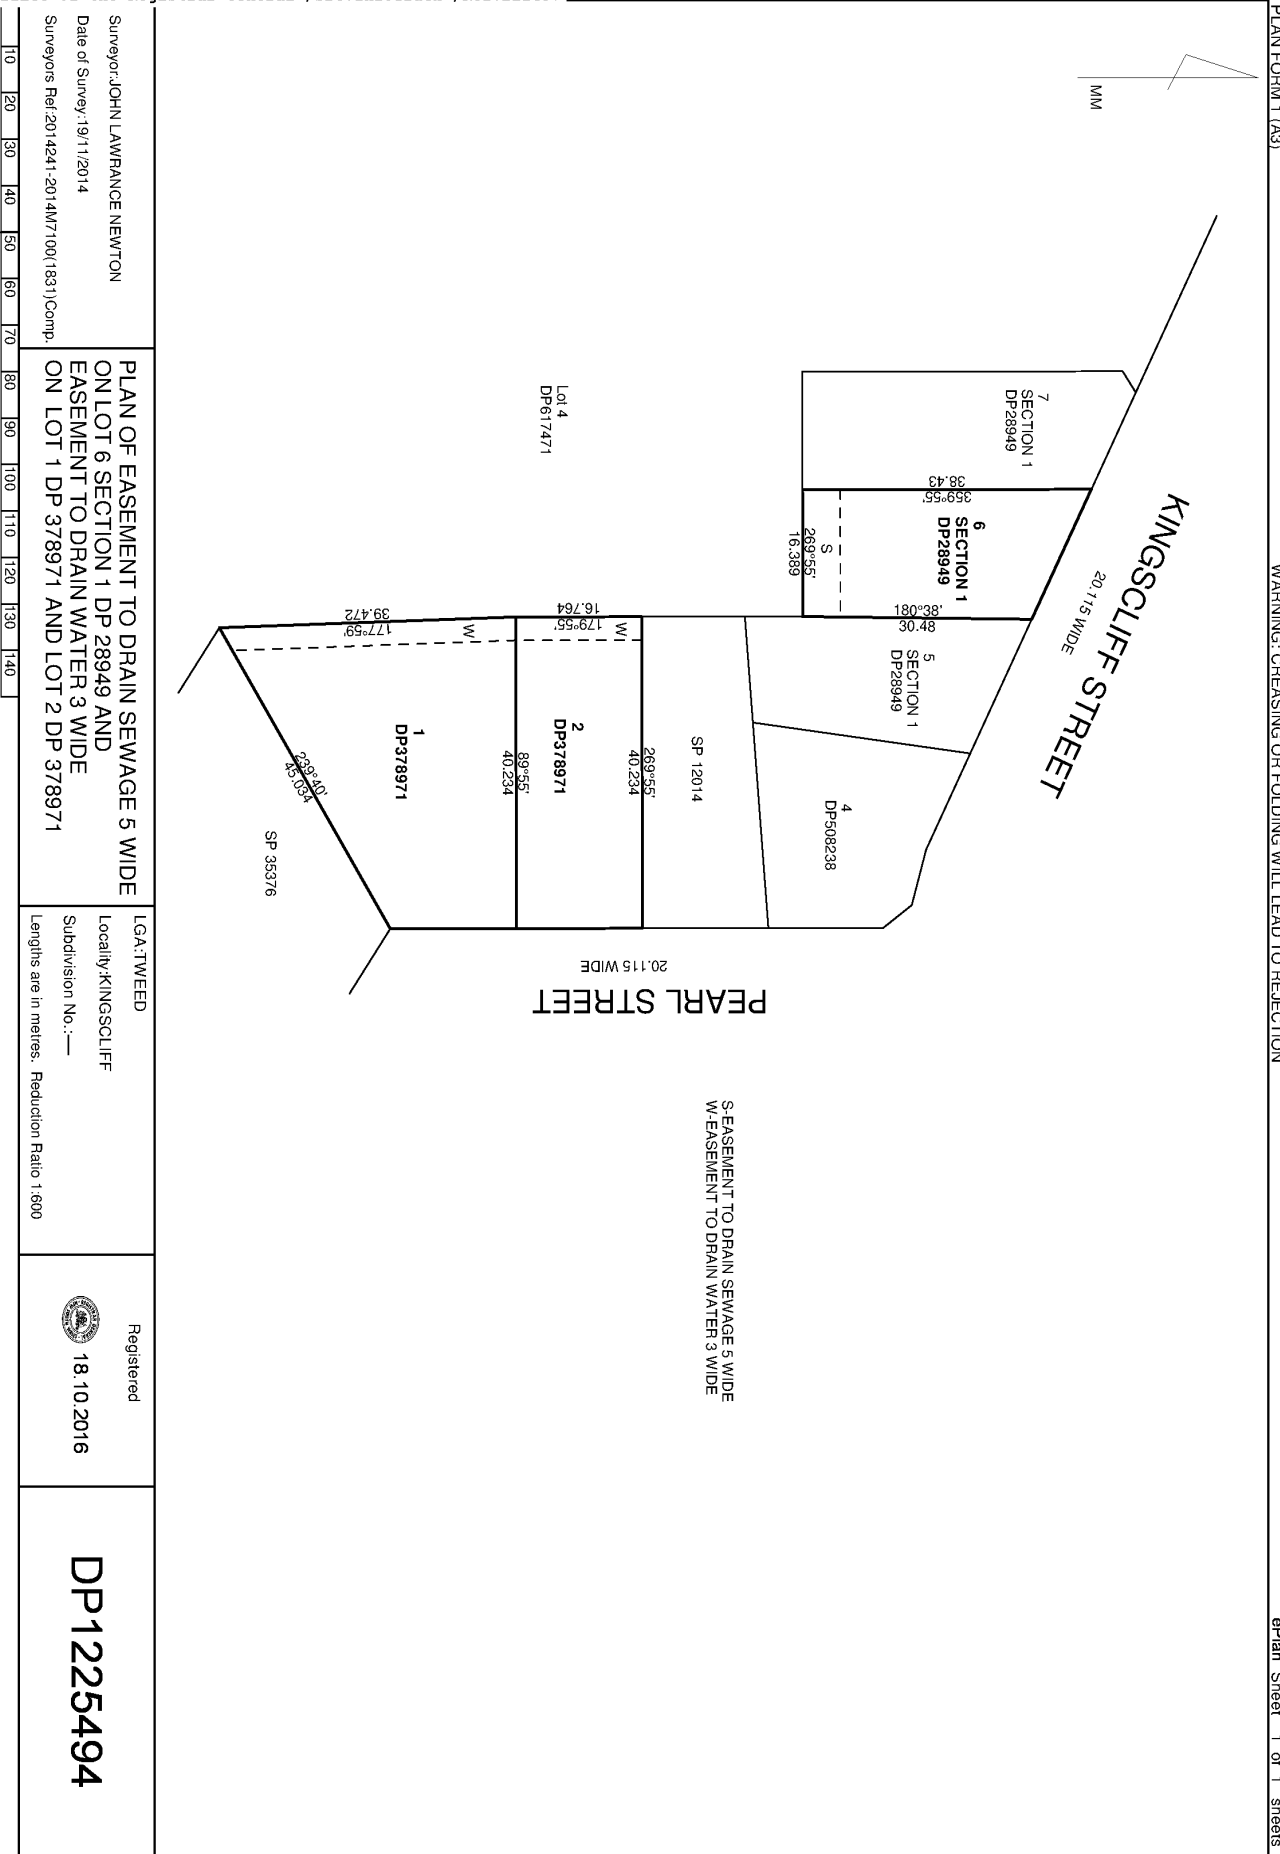 PLAN FORM 1 (A3)
WARNING: CREASING OR FOLDING WILL LEAD TO REJECTION
ePlan Sheet 1 of 1 sheets
MM
KINGSCLIFF STREET
20.115 WIDE
7
SECTION 1
DP28949
38.43
359°55'
6
SECTION 1
DP28949
S
269°55'
16.389
180°38'
30.48
5
SECTION 1
DP28949
4
DP508238
SP 12014
Lot 4
DP617471
16.764
179°55'
W
269°55'
40.234
2
DP378971
89°55'
40.234
39.472
177°59'
W
1
DP378971
239°40'
45.034
SP 35376
20.115 WIDE
PEARL STREET
S-EASEMENT TO DRAIN SEWAGE 5 WIDE
W-EASEMENT TO DRAIN WATER 3 WIDE
Surveyor:JOHN LAWRANCE NEWTON
Date of Survey:19/11/2014
Surveyors Ref:2014241-2014M7100(1831)Comp.
PLAN OF EASEMENT TO DRAIN SEWAGE 5 WIDE
ON LOT 6 SECTION 1 DP 28949 AND
EASEMENT TO DRAIN WATER 3 WIDE
ON LOT 1 DP 378971 AND LOT 2 DP 378971
LGA:TWEED
Locality:KINGSCLIFF
Subdivision No.:—
Lengths are in metres. Reduction Ratio 1:600
Registered
18.10.2016
DP1225494
10 20 30 40 50 60 70 80 90 100 110 120 130 140